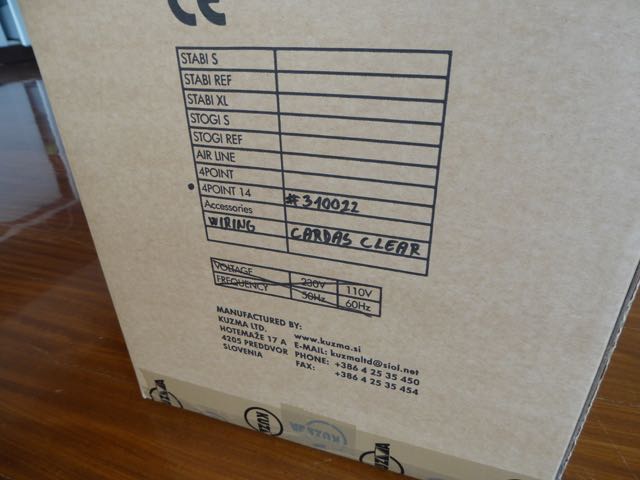 CE
STABI S
STABI REF
STABI XL
STOGI S
STOGI REF
AIR LINE
4POINT
• 4POINT 14 #310022
Accessories
WIRING CARDAS CLEAR
VOLTAGE 230V 110V
FREQUENCY 50Hz 60Hz
MANUFACTURED BY:
KUZMA LTD. www.kuzma.si
HOTEMAŽE 17 A E-MAIL: kuzmaltd@siol.net
4205 PREDDVOR PHONE: +386 4 25 35 450
SLOVENIA FAX: +386 4 25 35 454
KUZMA
KUZMA
KUZMA
KUZMA